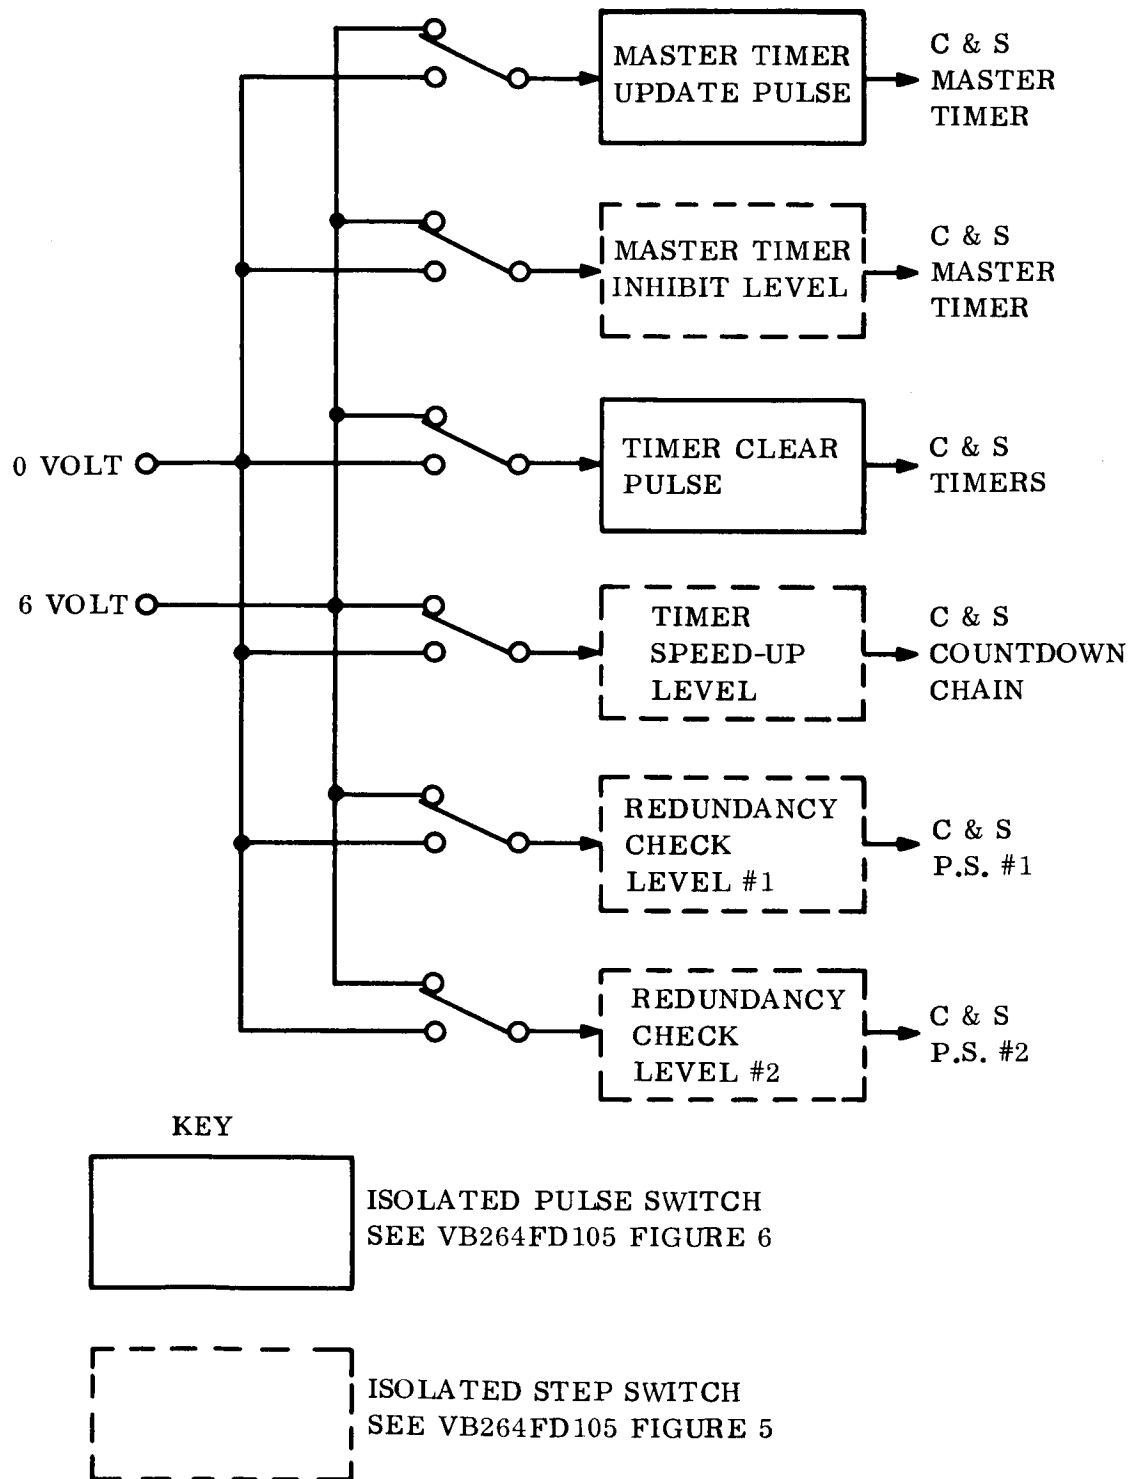 MASTER TIMER
UPDATE PULSE
C & S
MASTER
TIMER
MASTER TIMER
INHIBIT LEVEL
C & S
MASTER
TIMER
0 VOLT
TIMER CLEAR
PULSE
C & S
TIMERS
6 VOLT
TIMER
SPEED-UP
LEVEL
C & S
COUNTDOWN
CHAIN
REDUNDANCY
CHECK
LEVEL #1
C & S
P.S. #1
REDUNDANCY
CHECK
LEVEL #2
C & S
P.S. #2
KEY
ISOLATED PULSE SWITCH
SEE VB264FD105 FIGURE 6
ISOLATED STEP SWITCH
SEE VB264FD105 FIGURE 5